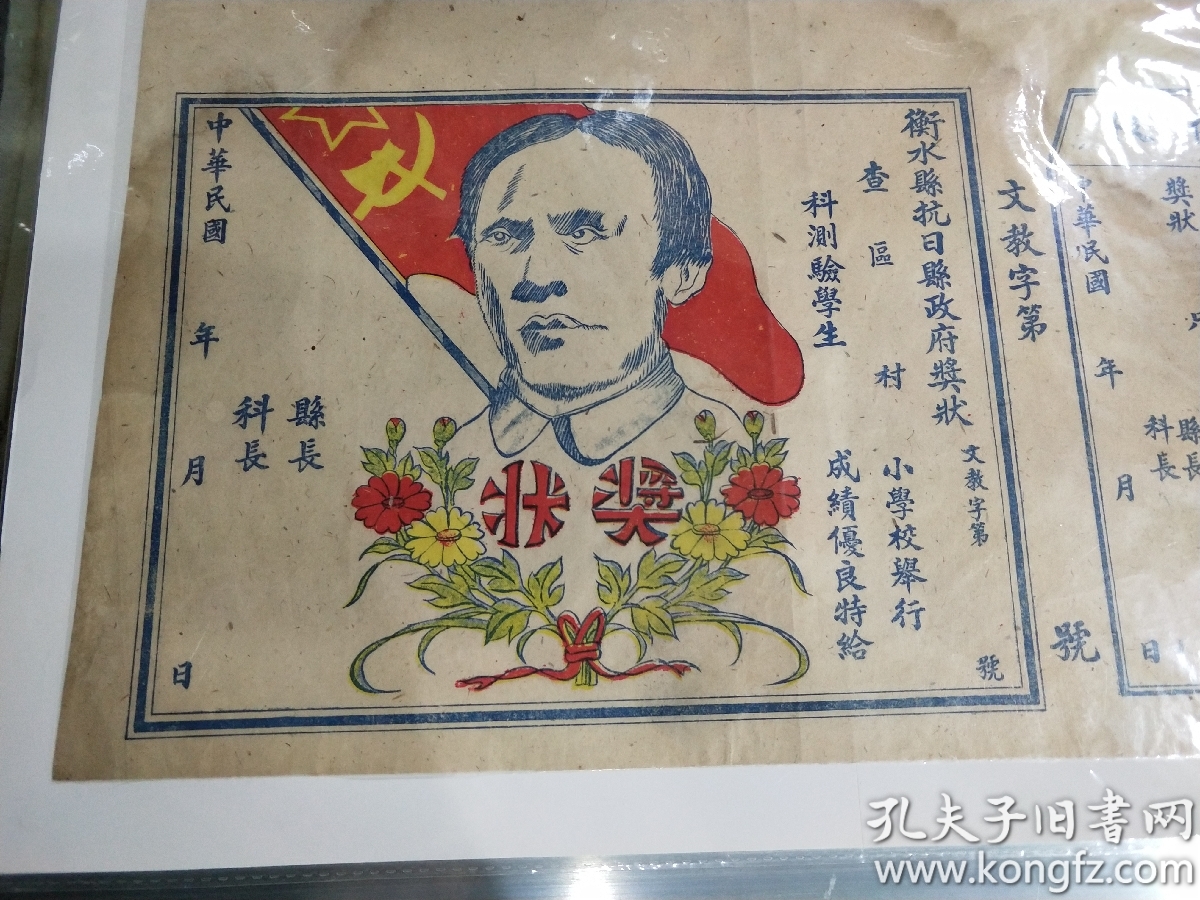 文教字第 號
衡水縣抗日縣政府獎狀
文教字第 號
查 區 村 小學校舉行
科測驗學生 成績優良特給
獎狀
縣長
科長
中華民國 年 月 日
獎狀
縣長
科長
中華民國 年 月 日
孔夫子旧書网
www.kongfz.com